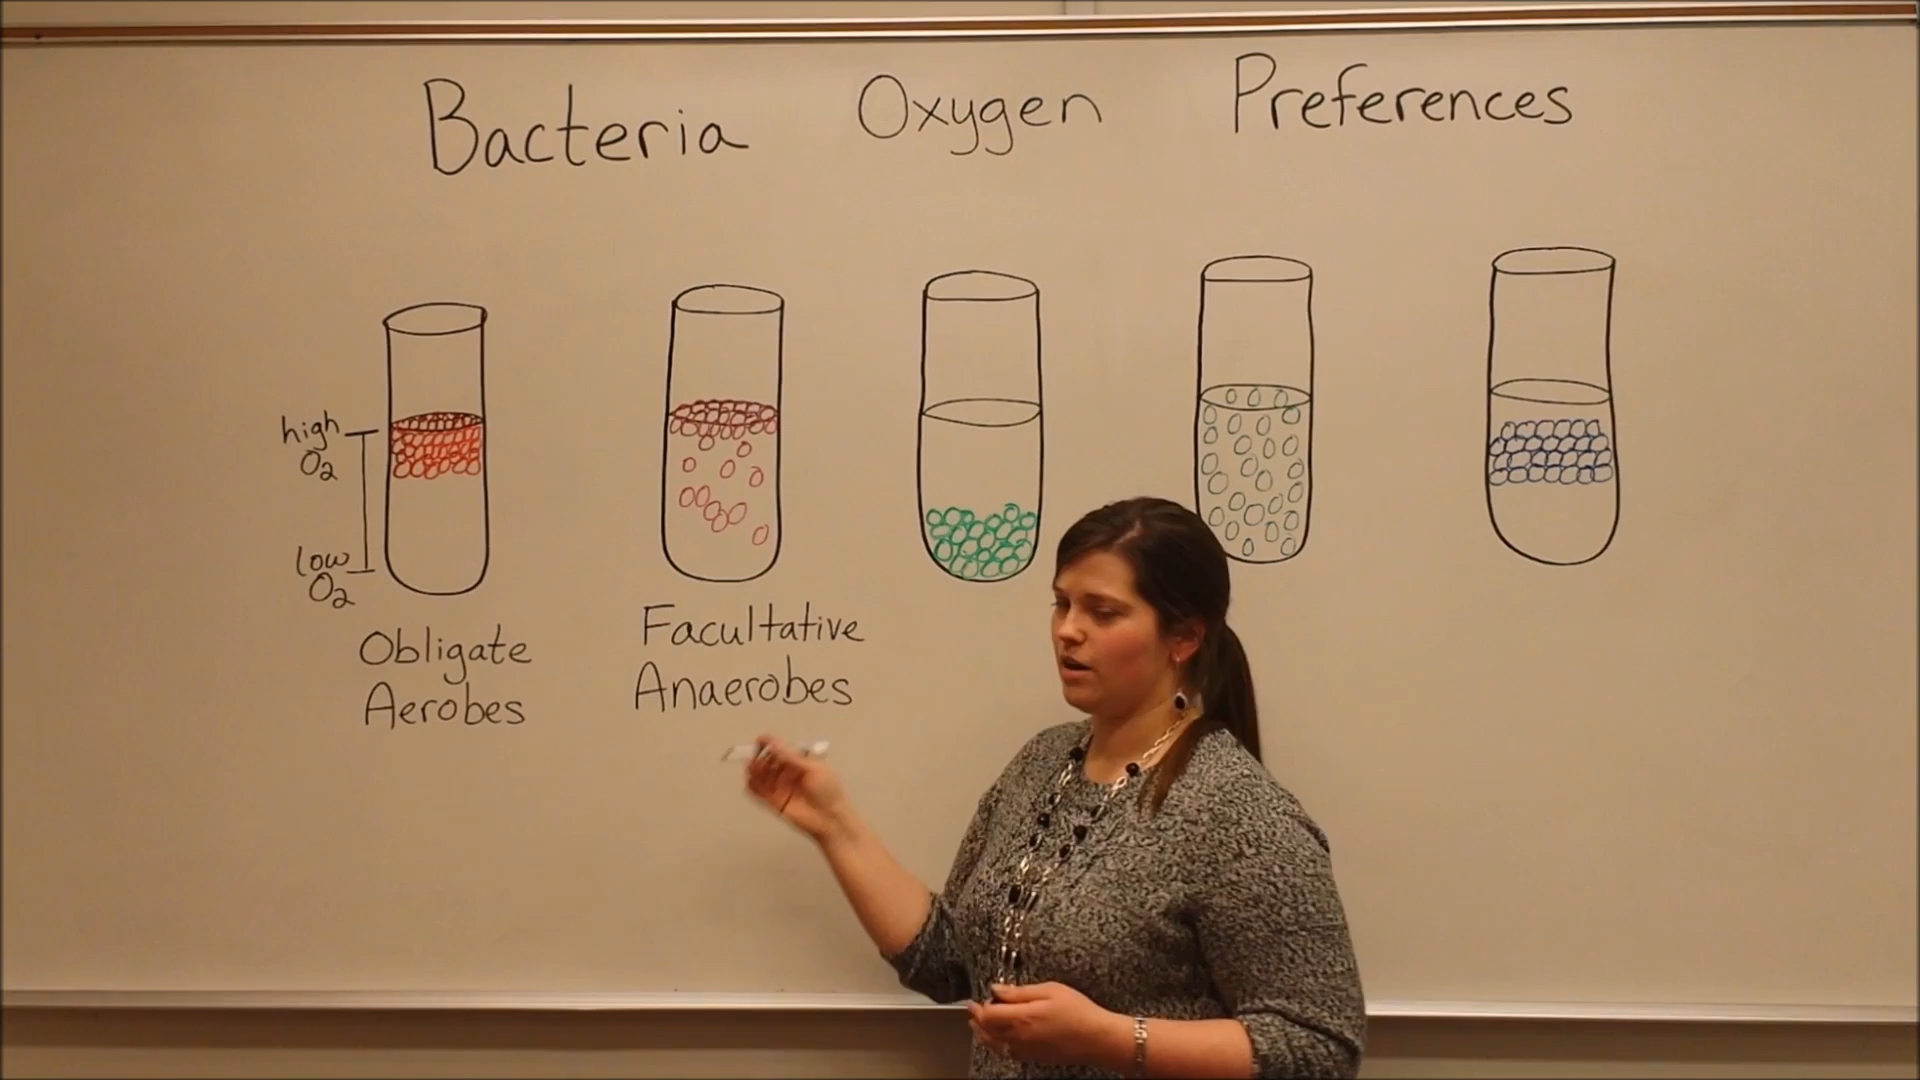 Bacteria Oxygen Preferences
high
O2
low
O2
Obligate
Aerobes
Facultative
Anaerobes